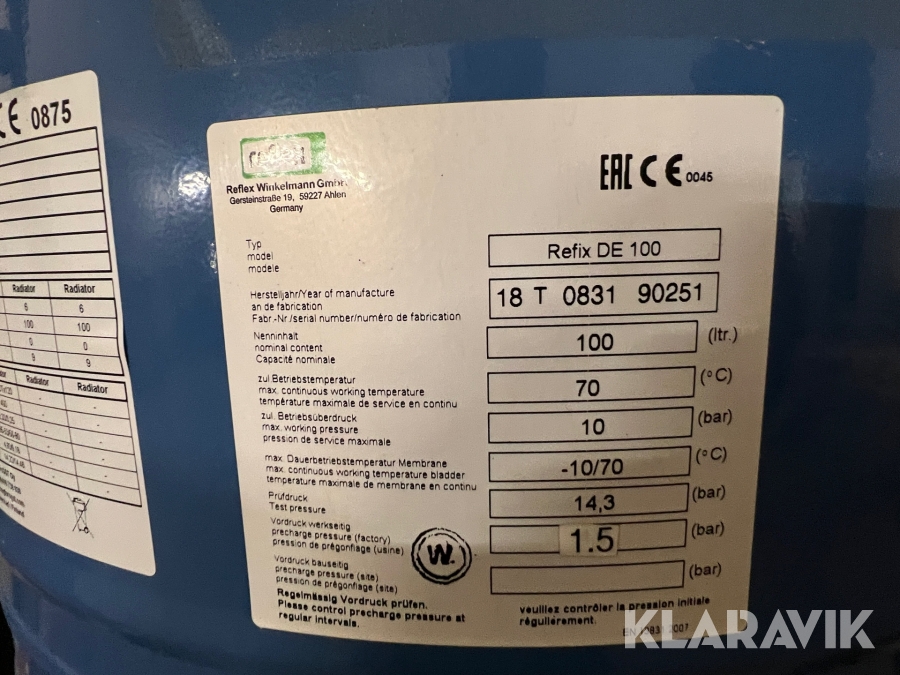 CE 0875
Radiator Radiator
6 6
100 100
0 0
9 9
Radiator Radiator
reflex
Reflex Winkelmann GmbH
Gersteinstraße 19, 59227 Ahlen
Germany
EAC CE 0045
Typ
model
modele
Refix DE 100
Herstelljahr/Year of manufacture
an de fabrication
Fabr.-Nr./serial number/numéro de fabrication
18 T 0831 90251
Nenninhalt
nominal content
Capacité nominale
100 (ltr.)
zul Betriebstemperatur
max. continuous working temperature
température maximale de service en continu
70 (°C)
zul. Betriebsüberdruck
max. working pressure
pression de service maximale
10 (bar)
max. Dauerbetriebstemperatur Membrane
max. continuous working temperature bladder
température maximale de membrane en continu
-10/70 (°C)
Prüfdruck
Test pressure
14,3 (bar)
Vordruck werkseitig
precharge pressure (factory)
pression de prégonflage (usine)
1.5 (bar)
W.
Vordruck bauseitig
precharge pressure (site)
pression de prégonflage (site)
(bar)
Regelmässig Vordruck prüfen.
Please control precharge pressure at
regular intervals.
veuillez contrôler la pression initiale
régulièrement.
EN 13831:2007
KLARAVIK